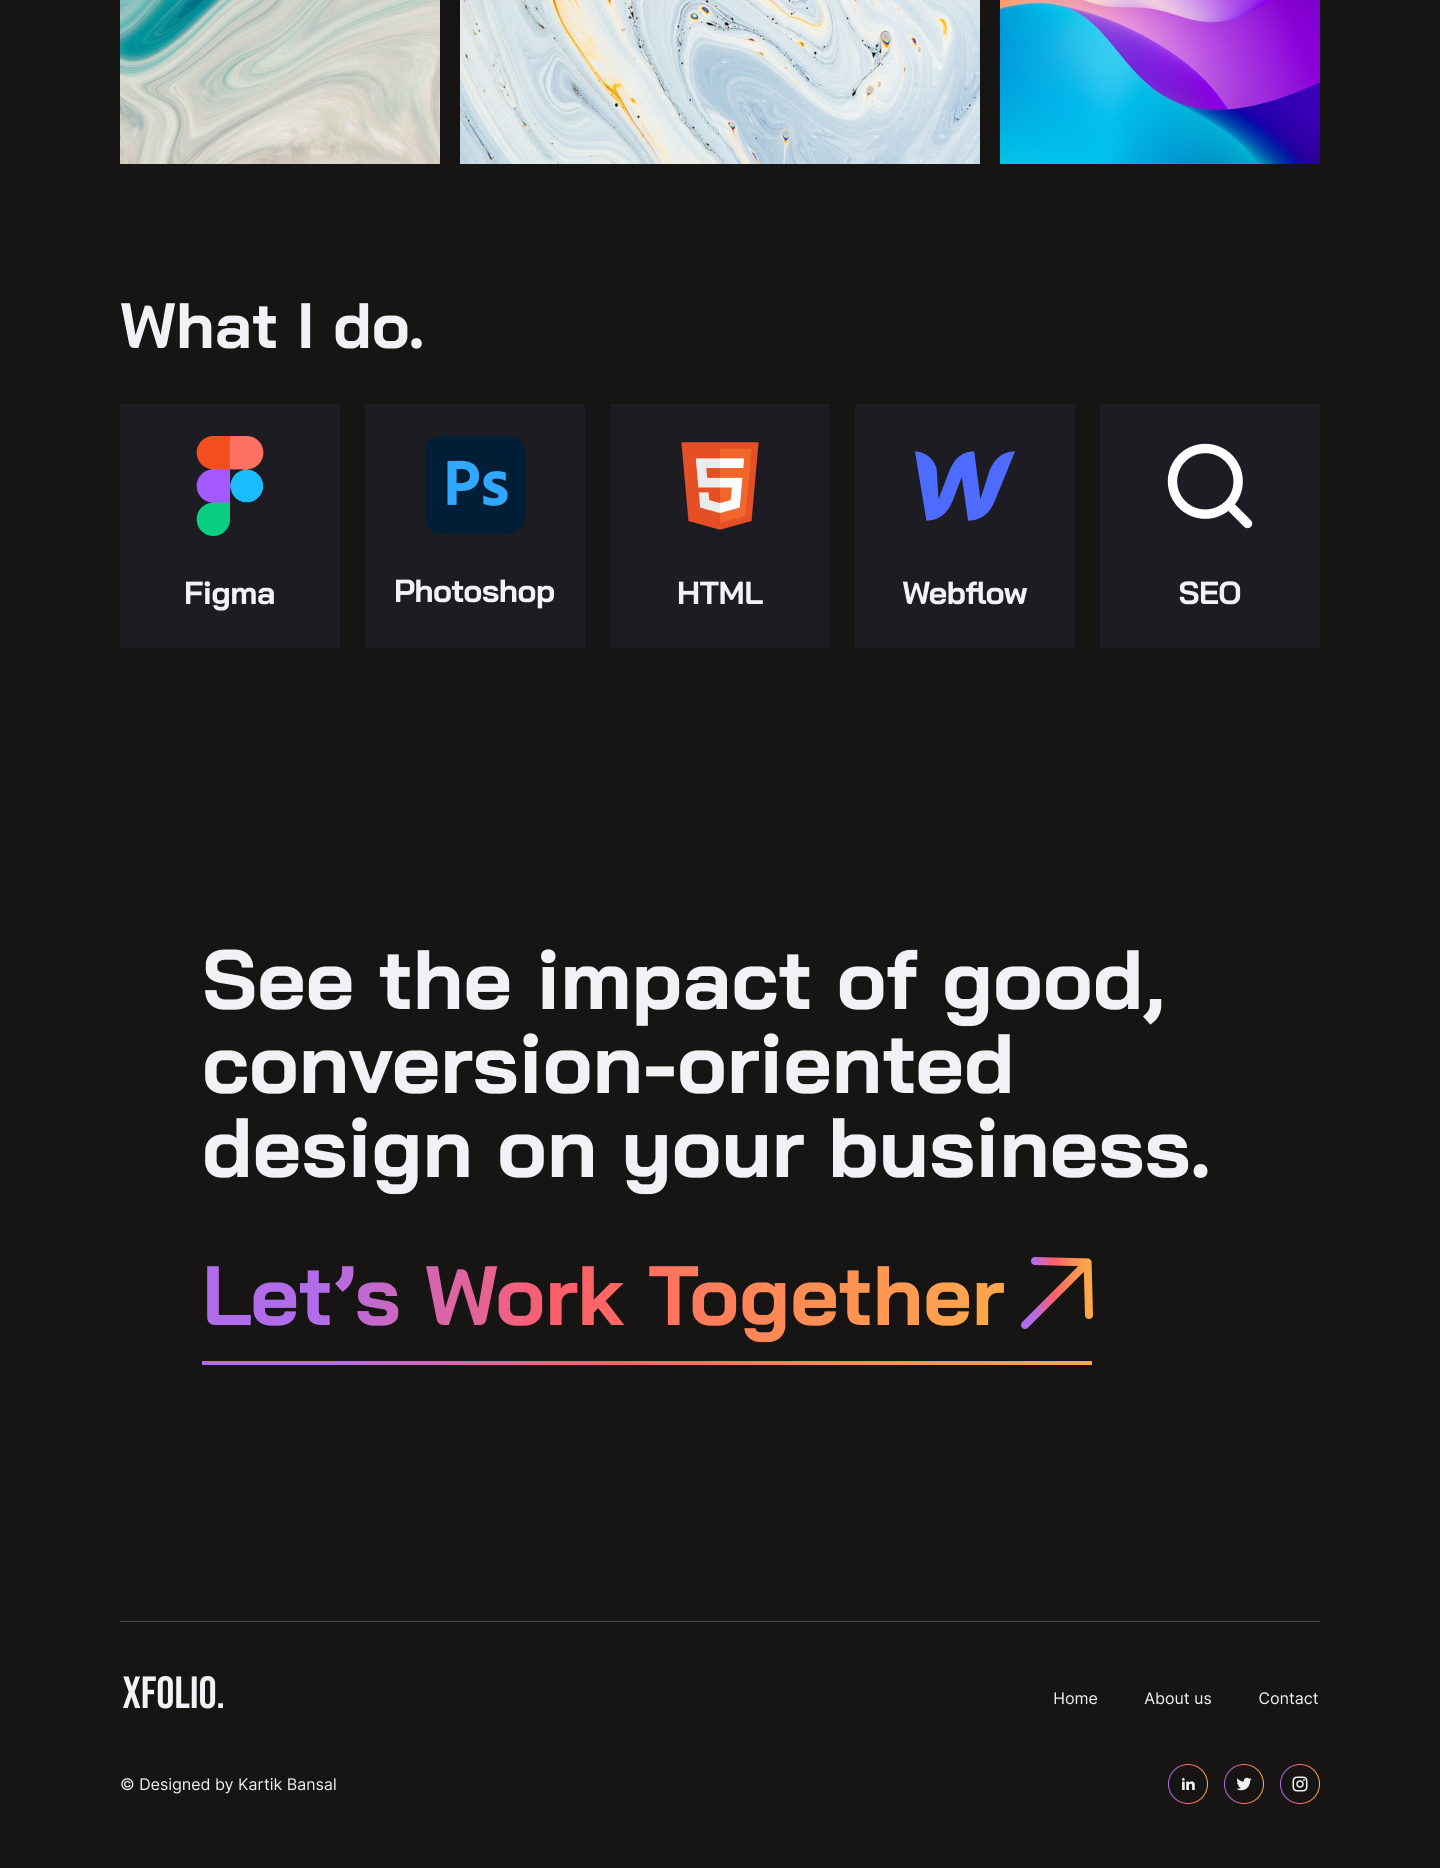 What I do.
Ps
5
Figma
Photoshop
HTML
Webflow
SEO
See the impact of good,
conversion-oriented
design on your business.
Let’s Work Together
XFOLIO.
Home
About us
Contact
© Designed by Kartik Bansal
in